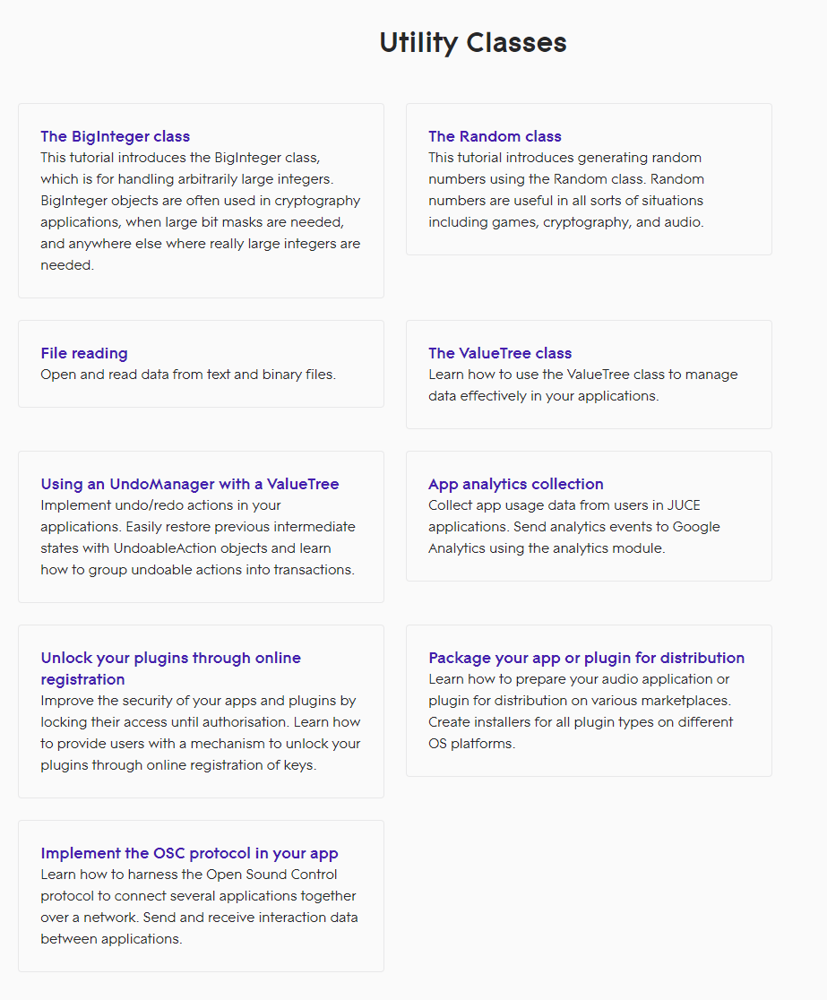 Utility Classes
The BigInteger class
This tutorial introduces the BigInteger class,
which is for handling arbitrarily large integers.
BigInteger objects are often used in cryptography
applications, when large bit masks are needed,
and anywhere else where really large integers are
needed.
The Random class
This tutorial introduces generating random
numbers using the Random class. Random
numbers are useful in all sorts of situations
including games, cryptography, and audio.
File reading
Open and read data from text and binary files.
The ValueTree class
Learn how to use the ValueTree class to manage
data effectively in your applications.
Using an UndoManager with a ValueTree
Implement undo/redo actions in your
applications. Easily restore previous intermediate
states with UndoableAction objects and learn
how to group undoable actions into transactions.
App analytics collection
Collect app usage data from users in JUCE
applications. Send analytics events to Google
Analytics using the analytics module.
Unlock your plugins through online
registration
Improve the security of your apps and plugins by
locking their access until authorisation. Learn how
to provide users with a mechanism to unlock your
plugins through online registration of keys.
Package your app or plugin for distribution
Learn how to prepare your audio application or
plugin for distribution on various marketplaces.
Create installers for all plugin types on different
OS platforms.
Implement the OSC protocol in your app
Learn how to harness the Open Sound Control
protocol to connect several applications together
over a network. Send and receive interaction data
between applications.